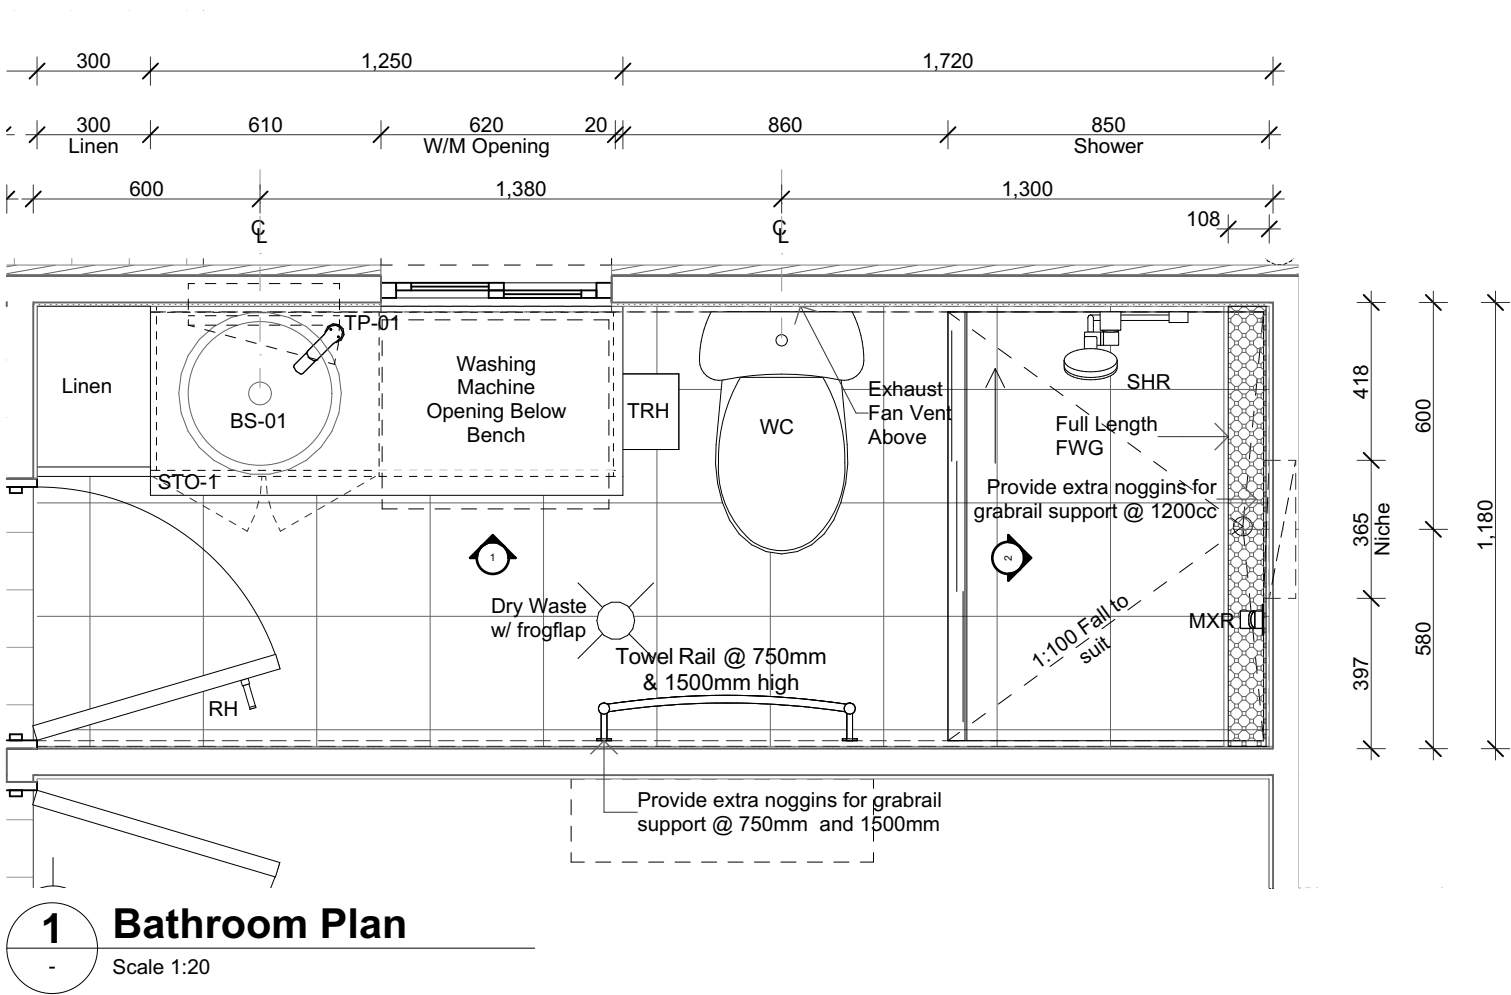 300
1,250
1,720
300
610
620
20
860
850
Linen
W/M Opening
Shower
600
1,380
1,300
108
℄
℄
TP-01
Linen
BS-01
STO-1
Washing
Machine
Opening Below
Bench
TRH
WC
Exhaust
Fan Vent
Above
SHR
Full Length
FWG
Provide extra noggins for
grabrail support @ 1200cc
1
2
Dry Waste
w/ frogflap
1:100 Fall to
suit
MXR
Towel Rail @ 750mm
& 1500mm high
RH
Provide extra noggins for grabrail
support @ 750mm  and 1500mm
418
365
Niche
397
600
580
1,180
1
Bathroom Plan
-
Scale 1:20